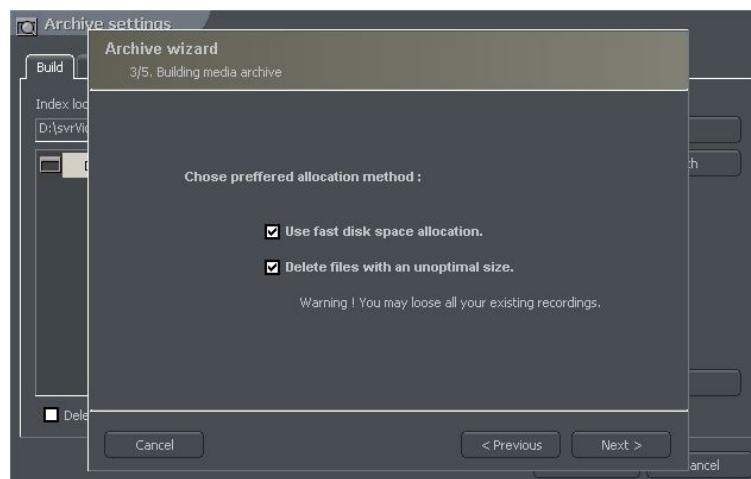 Archive settings
Archive wizard
3/5. Building media archive
Build
Index loc
D:\svrVi
Chose preffered allocation method :
Use fast disk space allocation.
Delete files with an unoptimal size.
Warning ! You may loose all your existing recordings.
Dele
Cancel
< Previous
Next >
ancel